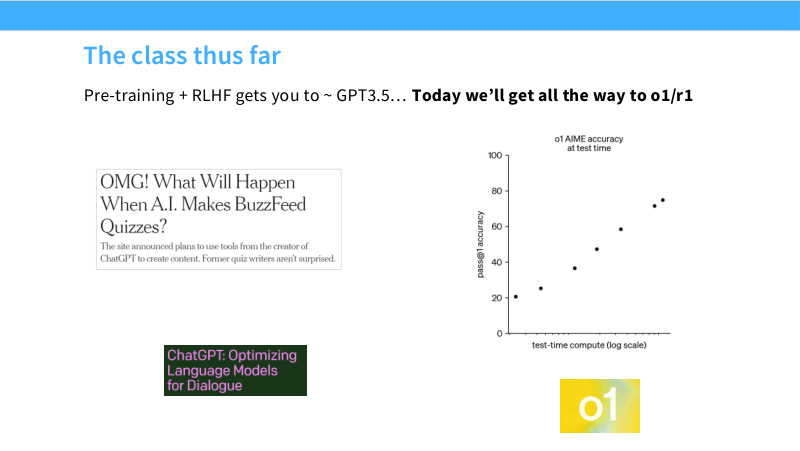 The class thus far
Pre-training + RLHF gets you to ~ GPT3.5… Today we’ll get all the way to o1/r1
OMG! What Will Happen
When A.I. Makes BuzzFeed
Quizzes?
The site announced plans to use tools from the creator of
ChatGPT to create content. Former quiz writers aren't surprised.
ChatGPT: Optimizing
Language Models
for Dialogue
o1 AIME accuracy
at test time
pass@1 accuracy
100
80
60
40
20
0
test-time compute (log scale)
o1